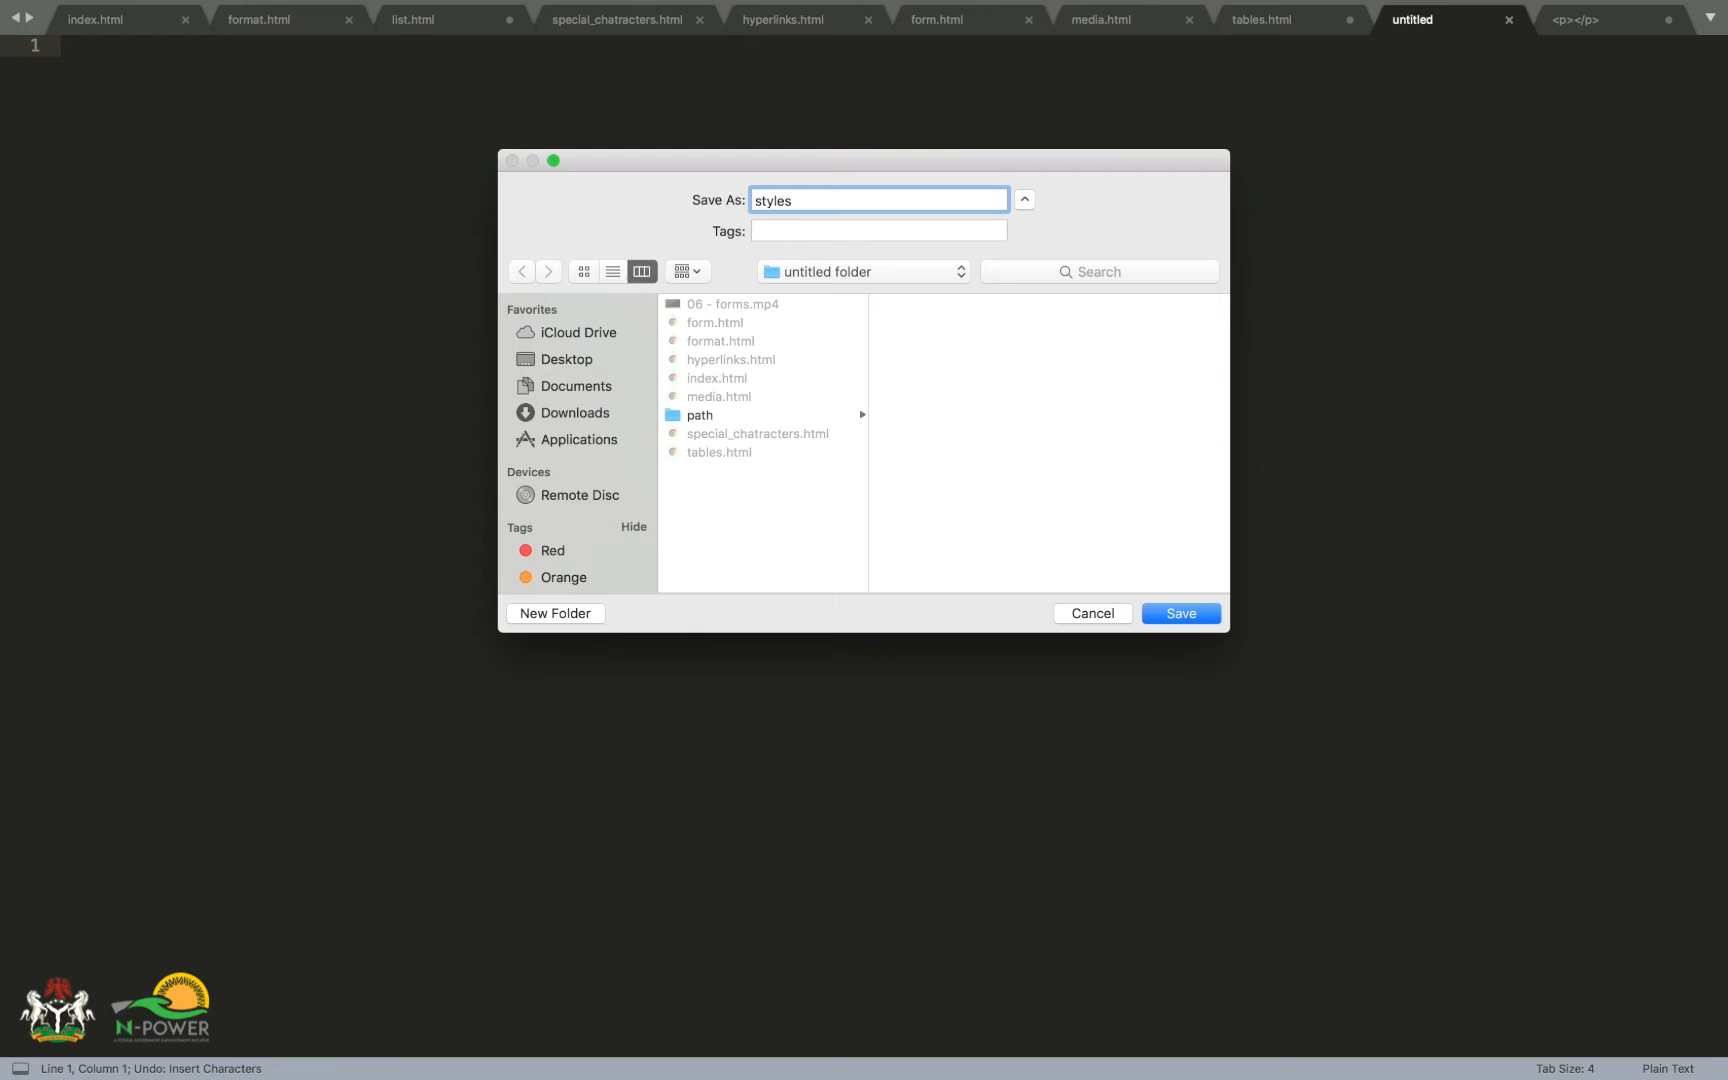 index.html
format.html
list.html
special_chatracters.html
hyperlinks.html
form.html
media.html
tables.html
untitled
<p></p>
1
Save As: styles
Tags:
untitled folder
Search
Favorites
iCloud Drive
Desktop
Documents
Downloads
Applications
Devices
Remote Disc
Tags Hide
Red
Orange
06 - forms.mp4
form.html
format.html
hyperlinks.html
index.html
media.html
path
special_chatracters.html
tables.html
New Folder
Cancel
Save
N-POWER
Line 1, Column 1; Undo: Insert Characters
Tab Size: 4
Plain Text